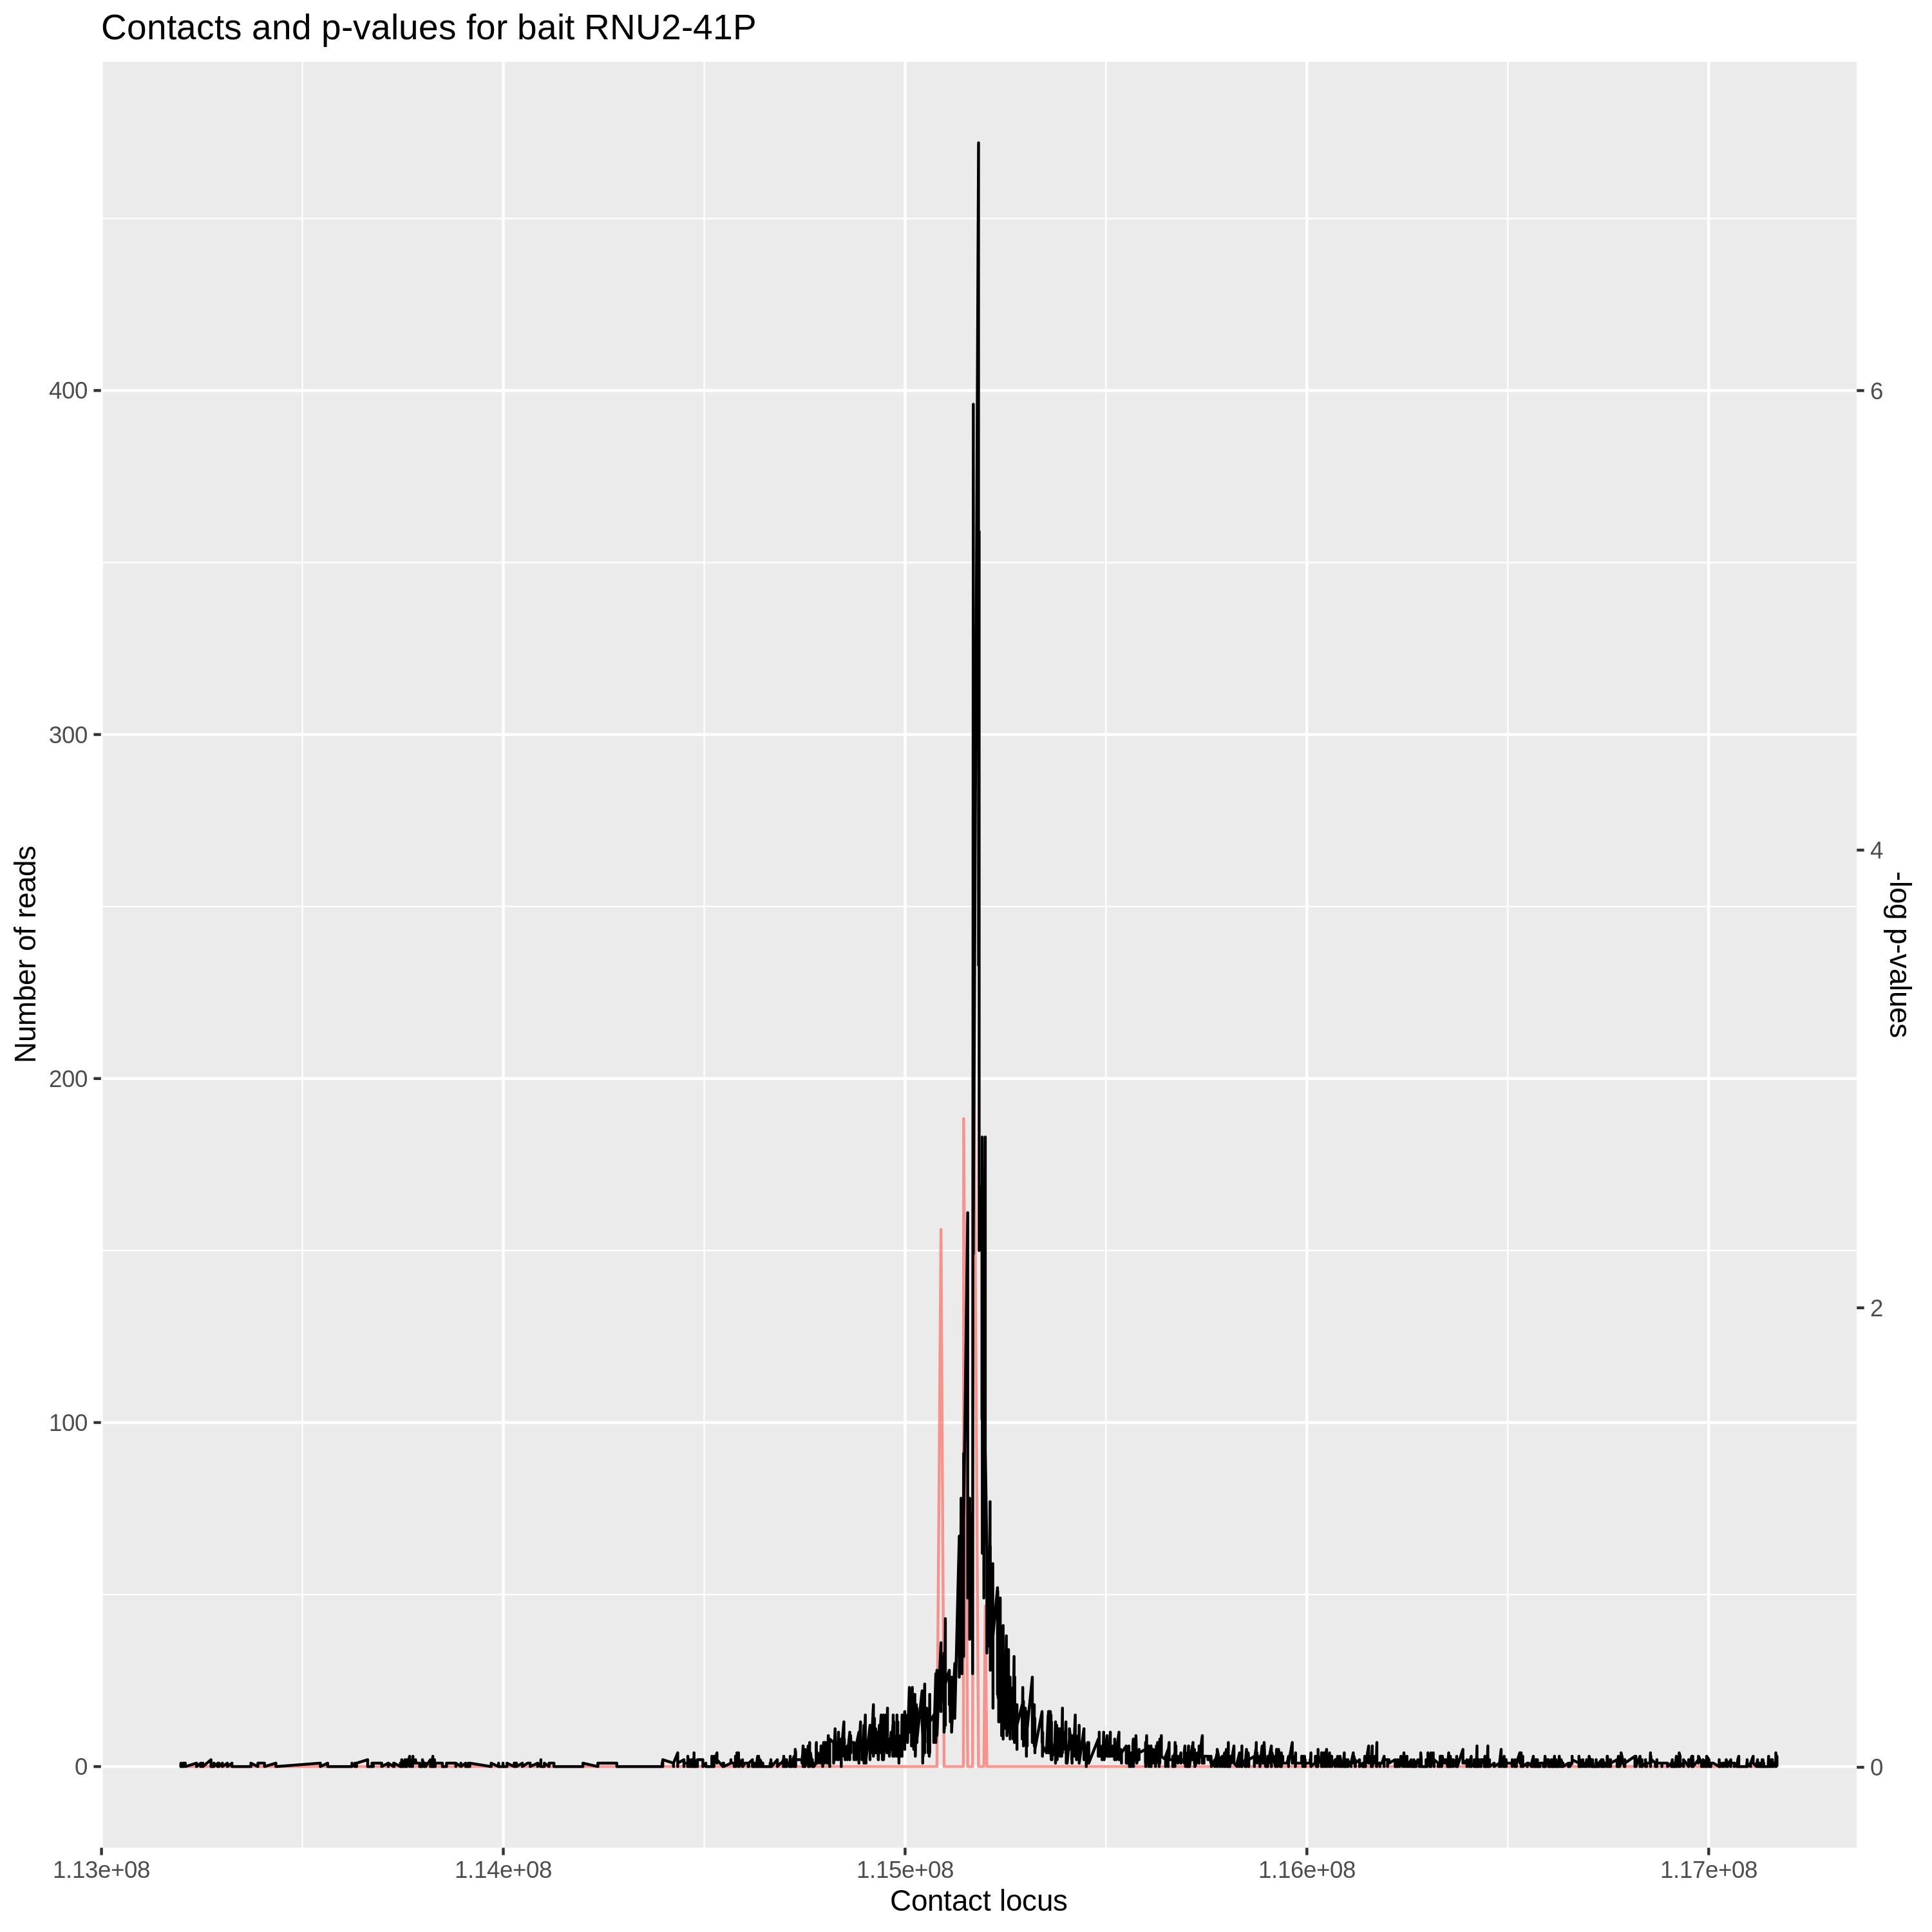 Contacts and p-values for bait RNU2-41P
400
300
200
100
0
Number of reads
6
4
2
0
-log p-values
1.13e+08
1.14e+08
1.15e+08
1.16e+08
1.17e+08
Contact locus